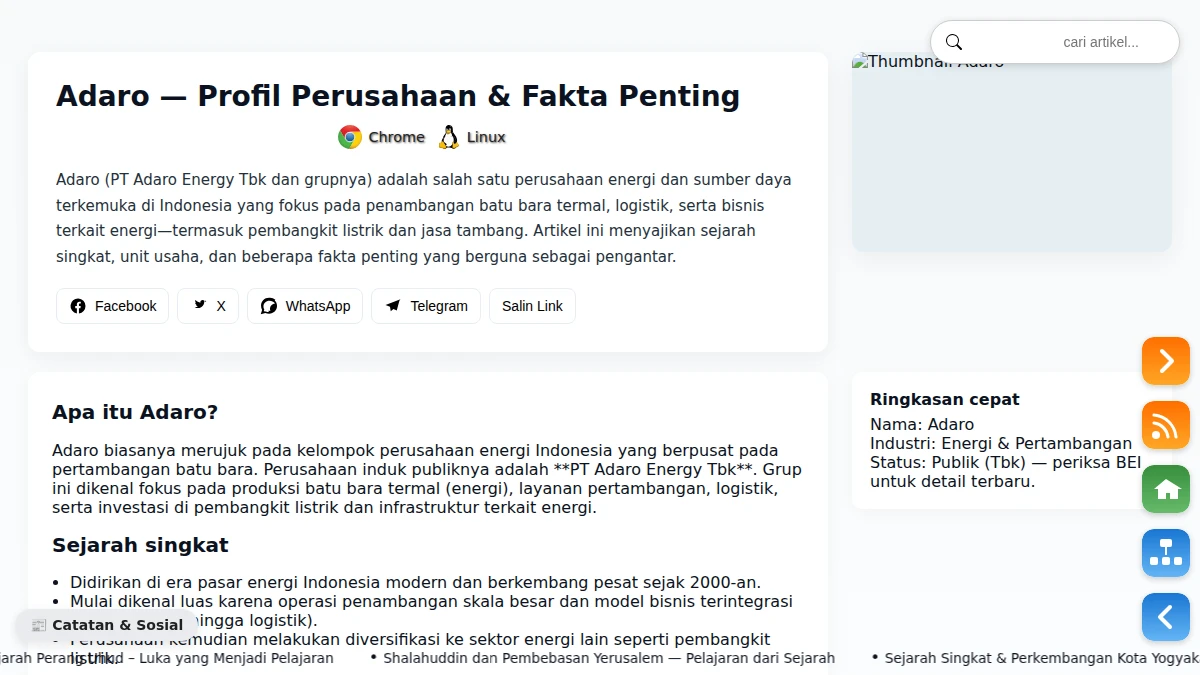 cari artikel...
Adaro — Profil Perusahaan & Fakta Penting
Chrome Linux
Adaro (PT Adaro Energy Tbk dan grupnya) adalah salah satu perusahaan energi dan sumber daya
terkemuka di Indonesia yang fokus pada penambangan batu bara termal, logistik, serta bisnis
terkait energi—termasuk pembangkit listrik dan jasa tambang. Artikel ini menyajikan sejarah
singkat, unit usaha, dan beberapa fakta penting yang berguna sebagai pengantar.
Facebook X WhatsApp Telegram Salin Link
Thumbnail Adaro
Apa itu Adaro?
Adaro biasanya merujuk pada kelompok perusahaan energi Indonesia yang berpusat pada
pertambangan batu bara. Perusahaan induk publiknya adalah **PT Adaro Energy Tbk**. Grup
ini dikenal fokus pada produksi batu bara termal (energi), layanan pertambangan, logistik,
serta investasi di pembangkit listrik dan infrastruktur terkait energi.
Sejarah singkat
• Didirikan di era pasar energi Indonesia modern dan berkembang pesat sejak 2000-an.
• Mulai dikenal luas karena operasi penambangan skala besar dan model bisnis terintegrasi
hingga logistik).
• Perusahaan kemudian melakukan diversifikasi ke sektor energi lain seperti pembangkit
listrik.
Ringkasan cepat
Nama: Adaro
Industri: Energi & Pertambangan
Status: Publik (Tbk) — periksa BEI
untuk detail terbaru.
📰 Catatan & Sosial
jarah Perang Uhud – Luka yang Menjadi Pelajaran • Shalahuddin dan Pembebasan Yerusalem — Pelajaran dari Sejarah • Sejarah Singkat & Perkembangan Kota Yogyak